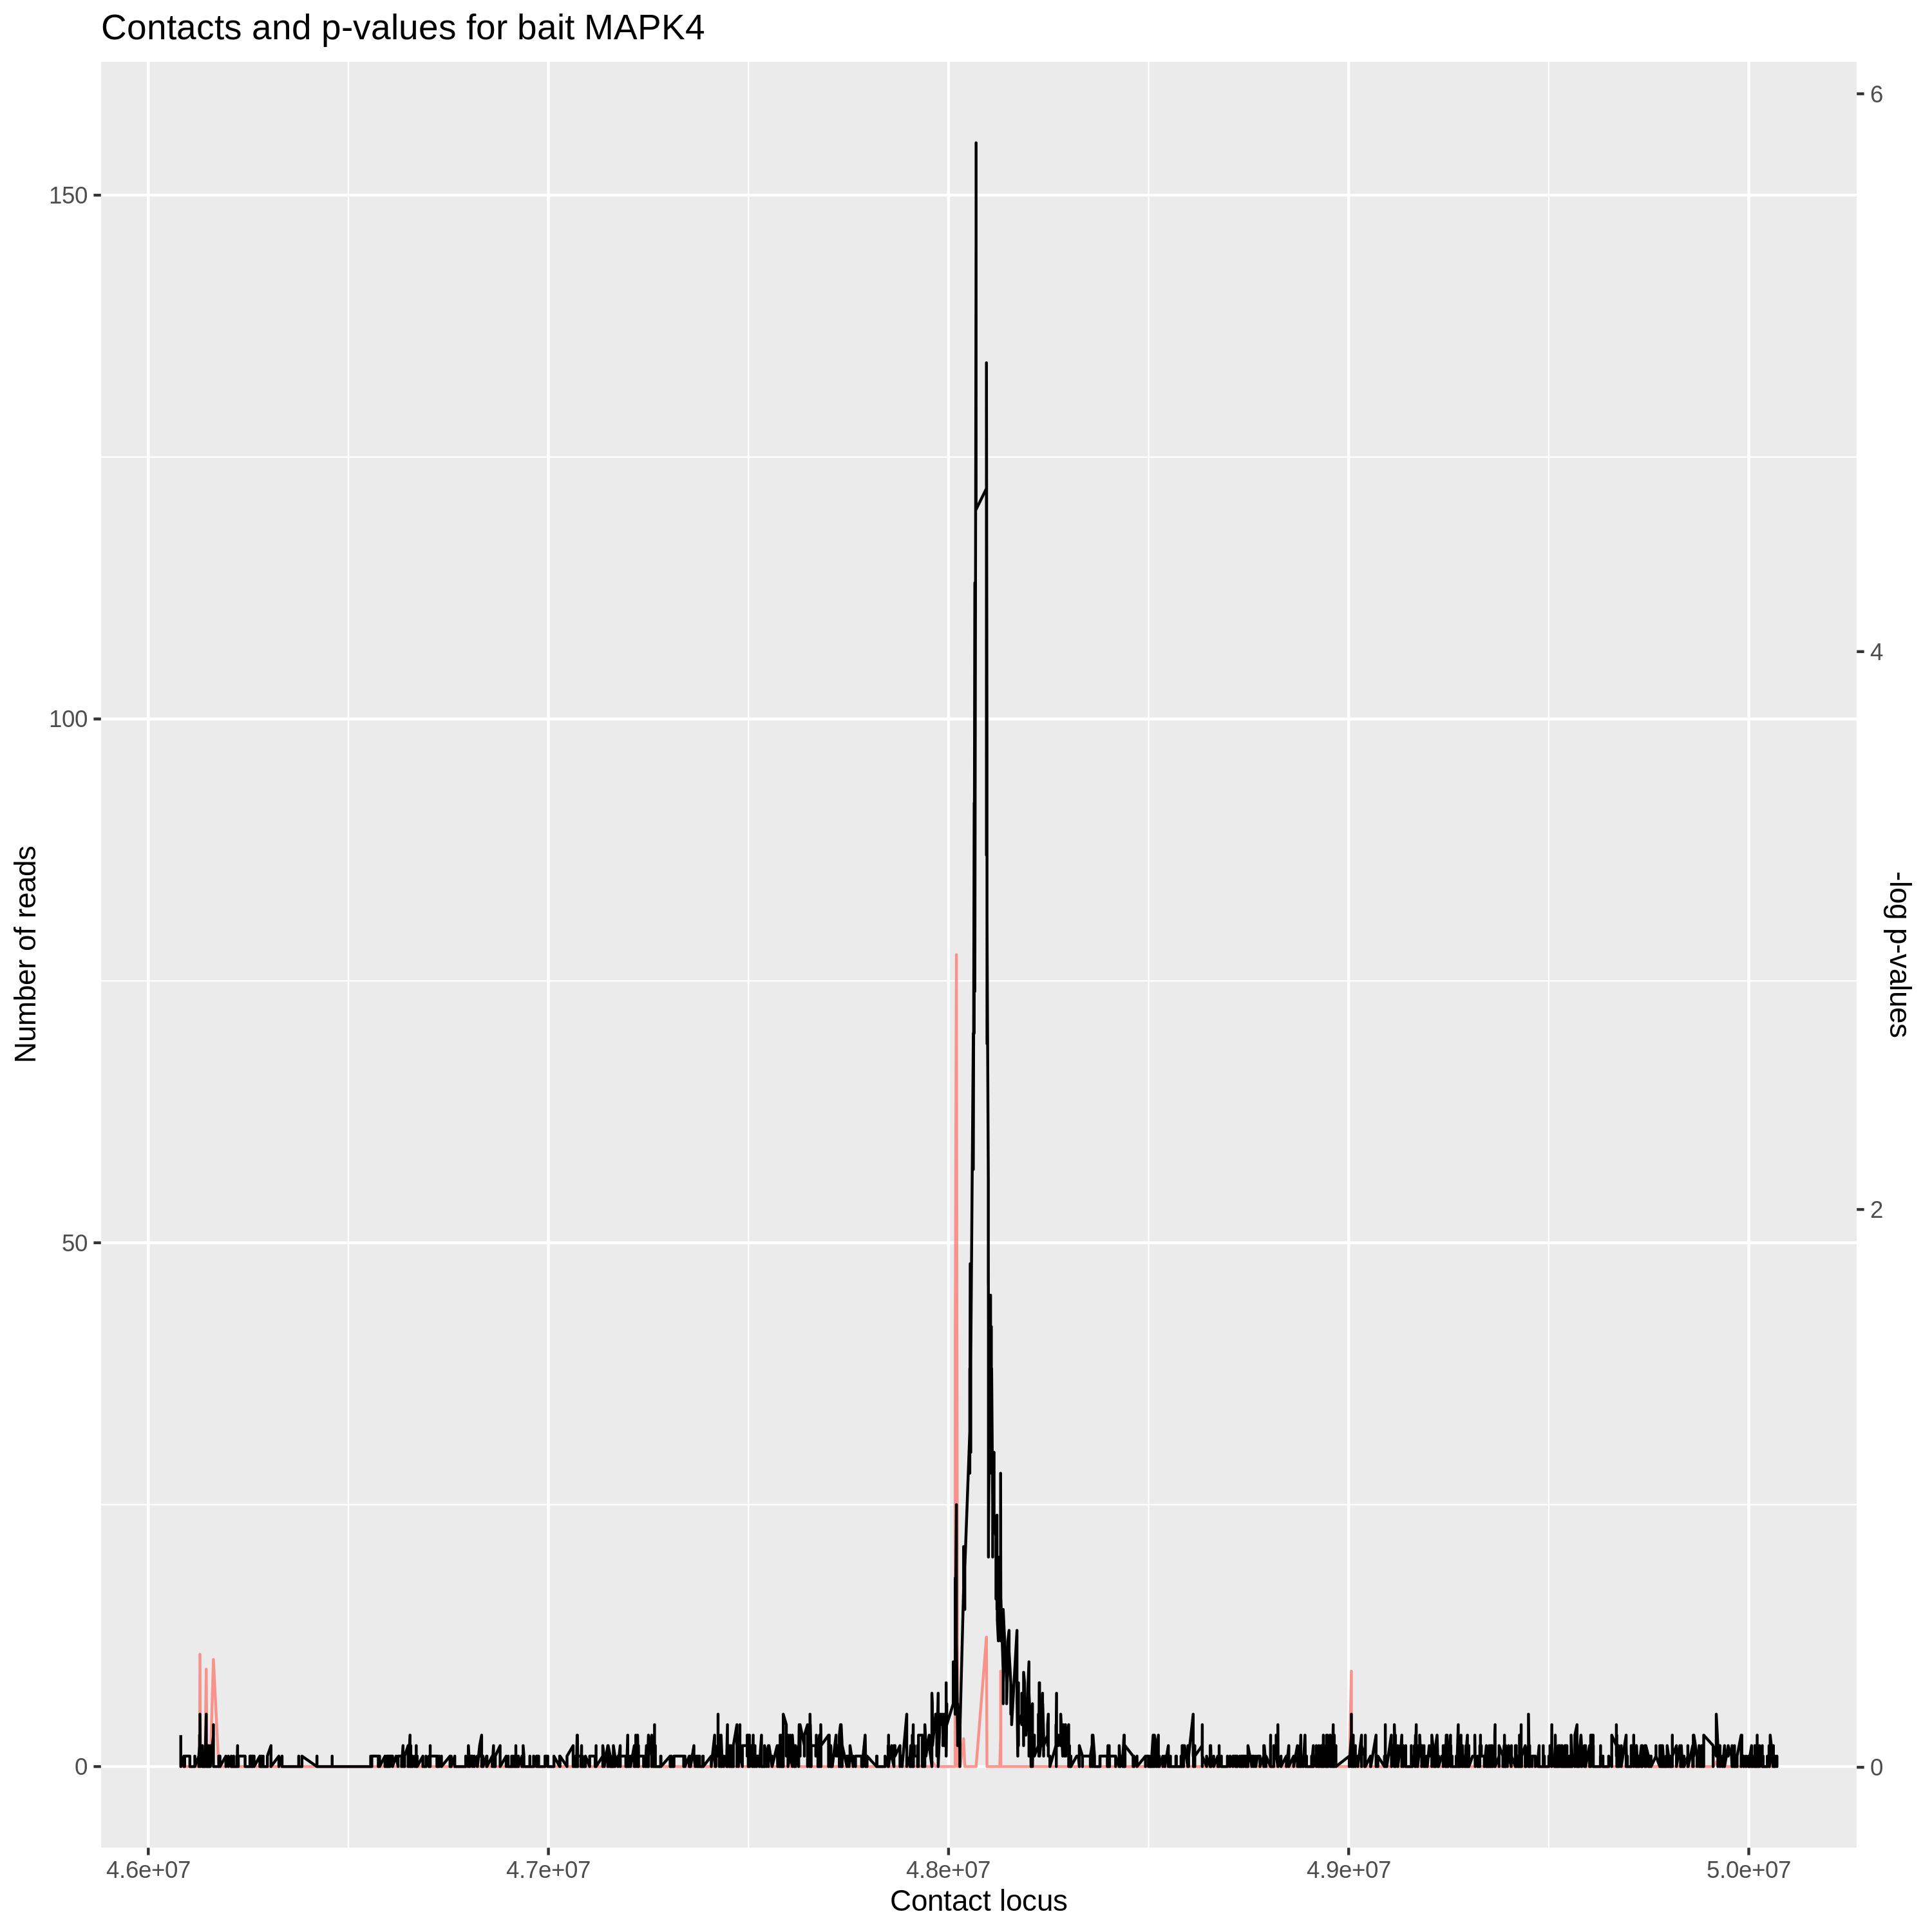 Contacts and p-values for bait MAPK4
Number of reads
150
100
50
0
6
4
2
0
-log p-values
4.6e+07
4.7e+07
4.8e+07
4.9e+07
5.0e+07
Contact locus